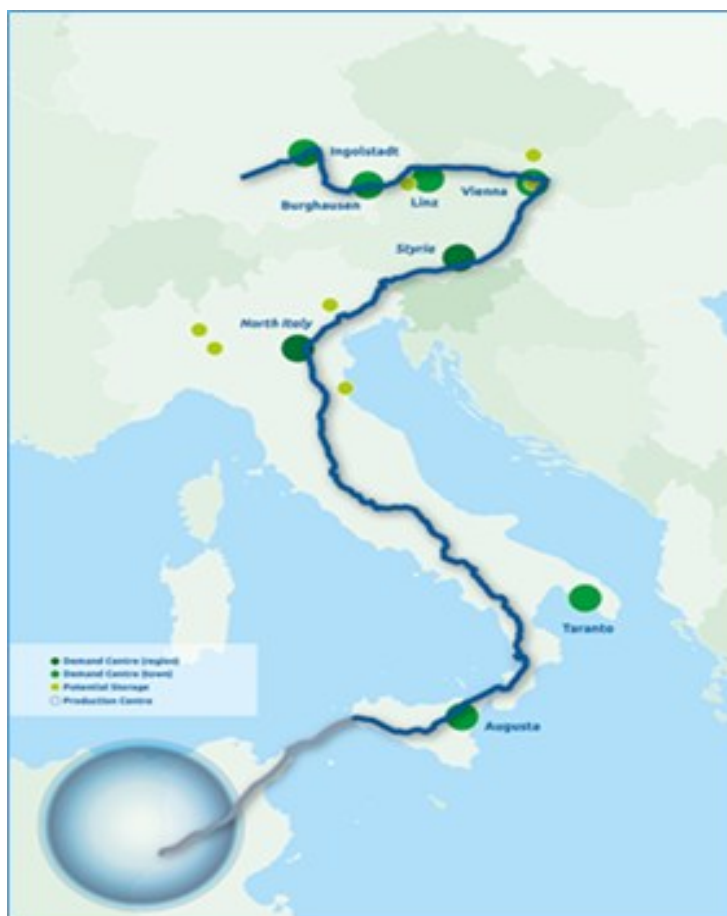 Ingolstadt
Burghausen
Linz
Vienna
Styria
North Italy
Taranto
Demand Centre (region)
Demand Centre (town)
Potential Storage
Production Centre
Augusta